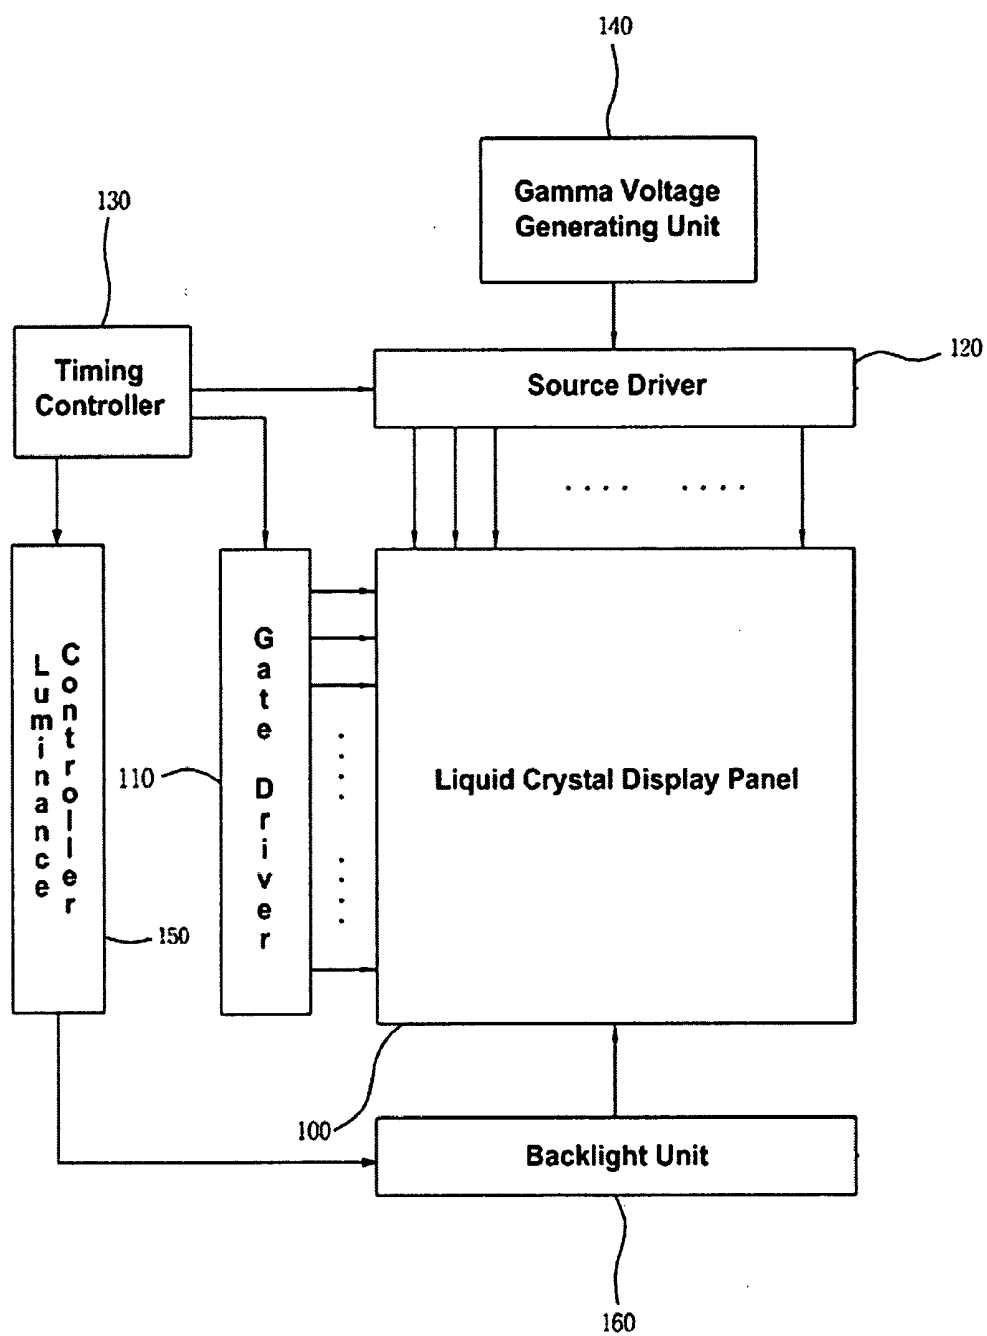 140
Gamma Voltage
Generating Unit
130
Timing
Controller
120
Source Driver
Luminance
Controller
150
Gate Driver
110
Liquid Crystal Display Panel
100
Backlight Unit
160